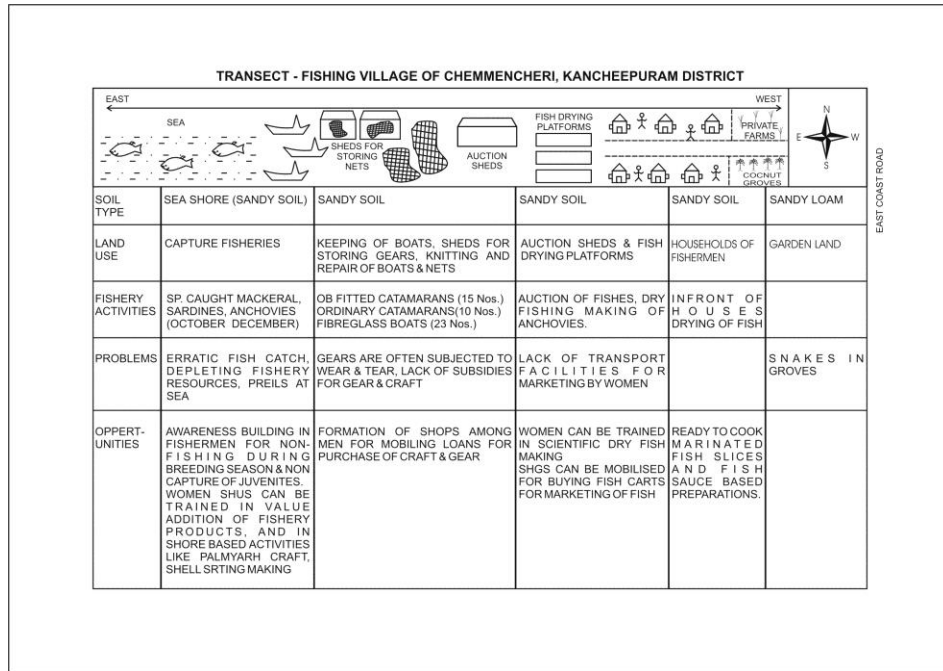 TRANSECT - FISHING VILLAGE OF CHEMMENCHERI, KANCHEEPURAM DISTRICT
EAST
WEST
SEA
SHEDS FOR
STORING
NETS
AUCTION
SHEDS
FISH DRYING
PLATFORMS
PRIVATE
FARMS
COCNUT
GROVES
N
E
W
S
EAST COAST ROAD
SOIL
TYPE
SEA SHORE (SANDY SOIL)
SANDY SOIL
SANDY SOIL
SANDY SOIL
SANDY LOAM
LAND
USE
CAPTURE FISHERIES
KEEPING OF BOATS, SHEDS FOR
STORING GEARS, KNITTING AND
REPAIR OF BOATS & NETS
AUCTION SHEDS & FISH
DRYING PLATFORMS
HOUSEHOLDS OF
FISHERMEN
GARDEN LAND
FISHERY
ACTIVITIES
SP. CAUGHT MACKERAL,
SARDINES, ANCHOVIES
(OCTOBER DECEMBER)
OB FITTED CATAMARANS (15 Nos.)
ORDINARY CATAMARANS(10 Nos.)
FIBREGLASS BOATS (23 Nos.)
AUCTION OF FISHES, DRY
FISHING MAKING OF
ANCHOVIES.
INFRONT OF
HOUSES
DRYING OF FISH
PROBLEMS
ERRATIC FISH CATCH,
DEPLETING FISHERY
RESOURCES, PREILS AT
SEA
GEARS ARE OFTEN SUBJECTED TO
WEAR & TEAR, LACK OF SUBSIDIES
FOR GEAR & CRAFT
LACK OF TRANSPORT
FACILITIES FOR
MARKETING BY WOMEN
SNAKES IN
GROVES
OPPERT-
UNITIES
AWARENESS BUILDING IN
FISHERMEN FOR NON-
FISHING DURING
BREEDING SEASON & NON
CAPTURE OF JUVENITES.
WOMEN SHUS CAN BE
TRAINED IN VALUE
ADDITION OF FISHERY
PRODUCTS, AND IN
SHORE BASED ACTIVITIES
LIKE PALMYARH CRAFT,
SHELL SRTING MAKING
FORMATION OF SHOPS AMONG
MEN FOR MOBILING LOANS FOR
PURCHASE OF CRAFT & GEAR
WOMEN CAN BE TRAINED
IN SCIENTIFIC DRY FISH
MAKING
SHGS CAN BE MOBILISED
FOR BUYING FISH CARTS
FOR MARKETING OF FISH
READY TO COOK
MARINATED
FISH SLICES
AND FISH
SAUCE BASED
PREPARATIONS.